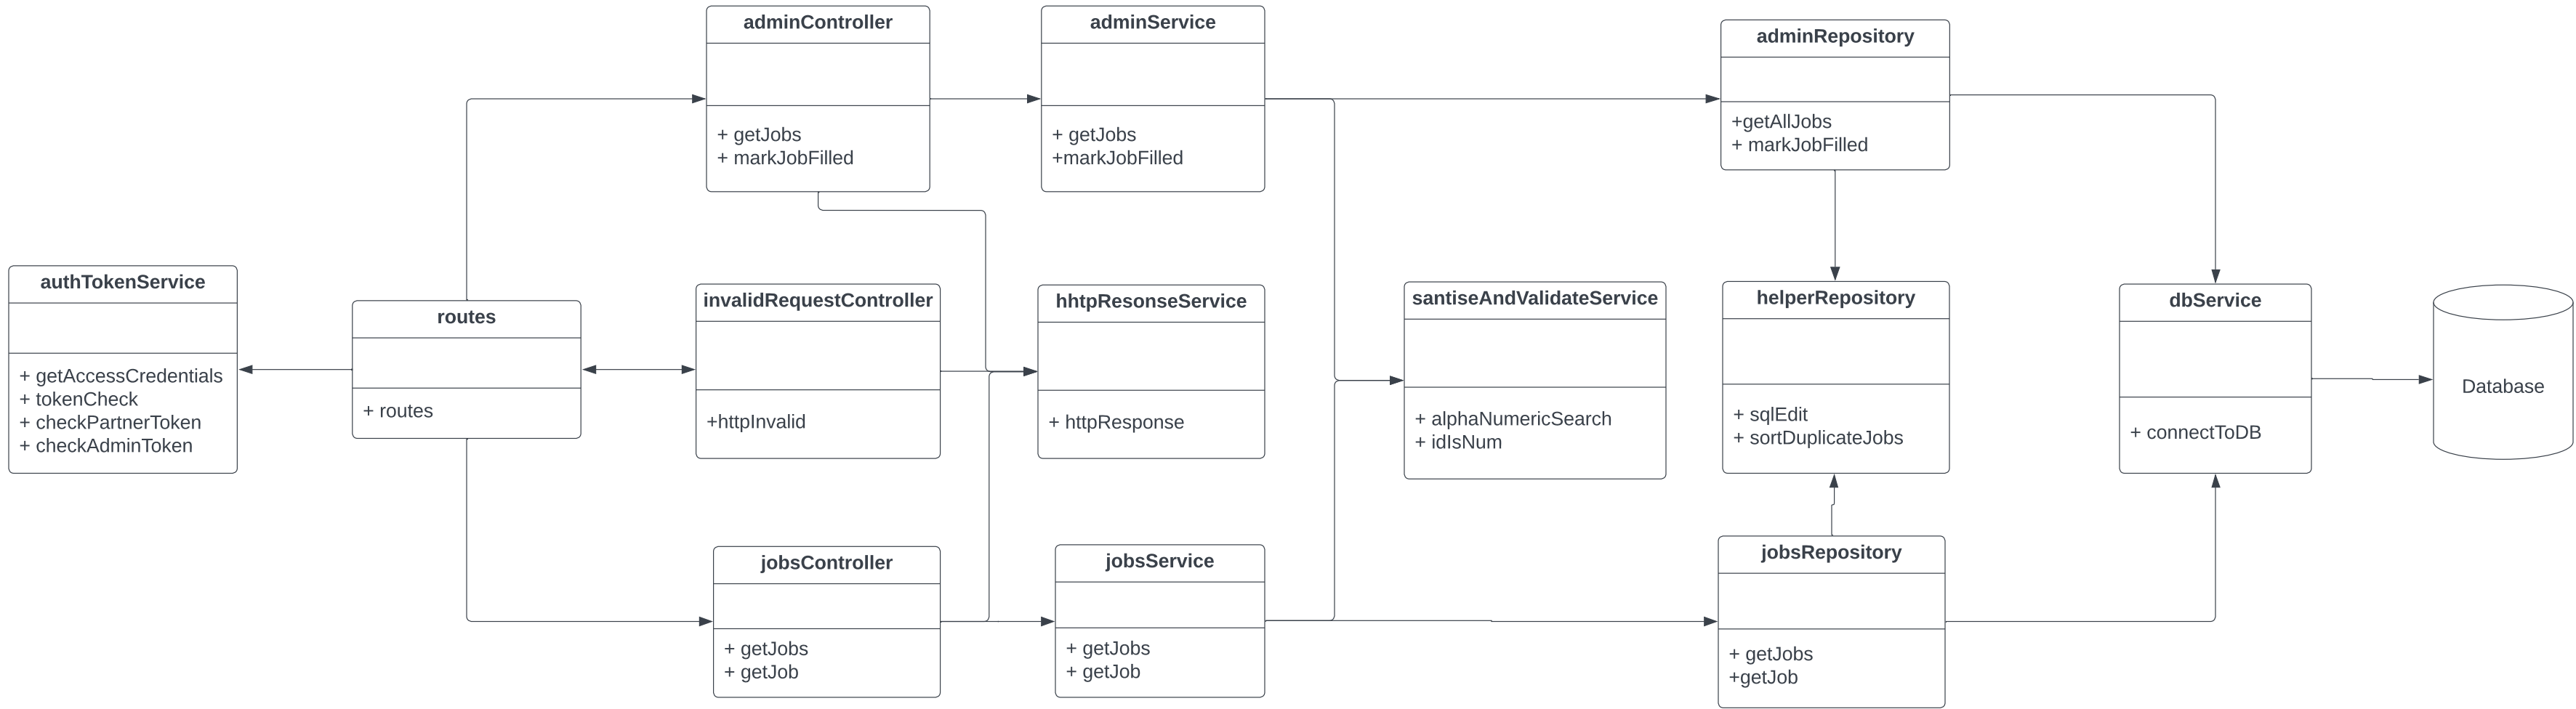 adminController
+ getJobs
+ markJobFilled
adminService
+ getJobs
+markJobFilled
adminRepository
+getAllJobs
+ markJobFilled
authTokenService
+ getAccessCredentials
+ tokenCheck
+ checkPartnerToken
+ checkAdminToken
routes
+ routes
invalidRequestController
+httpInvalid
hhtpResonseService
+ httpResponse
santiseAndValidateService
+ alphaNumericSearch
+ idIsNum
helperRepository
+ sqlEdit
+ sortDuplicateJobs
dbService
+ connectToDB
Database
jobsController
+ getJobs
+ getJob
jobsService
+ getJobs
+ getJob
jobsRepository
+ getJobs
+getJob